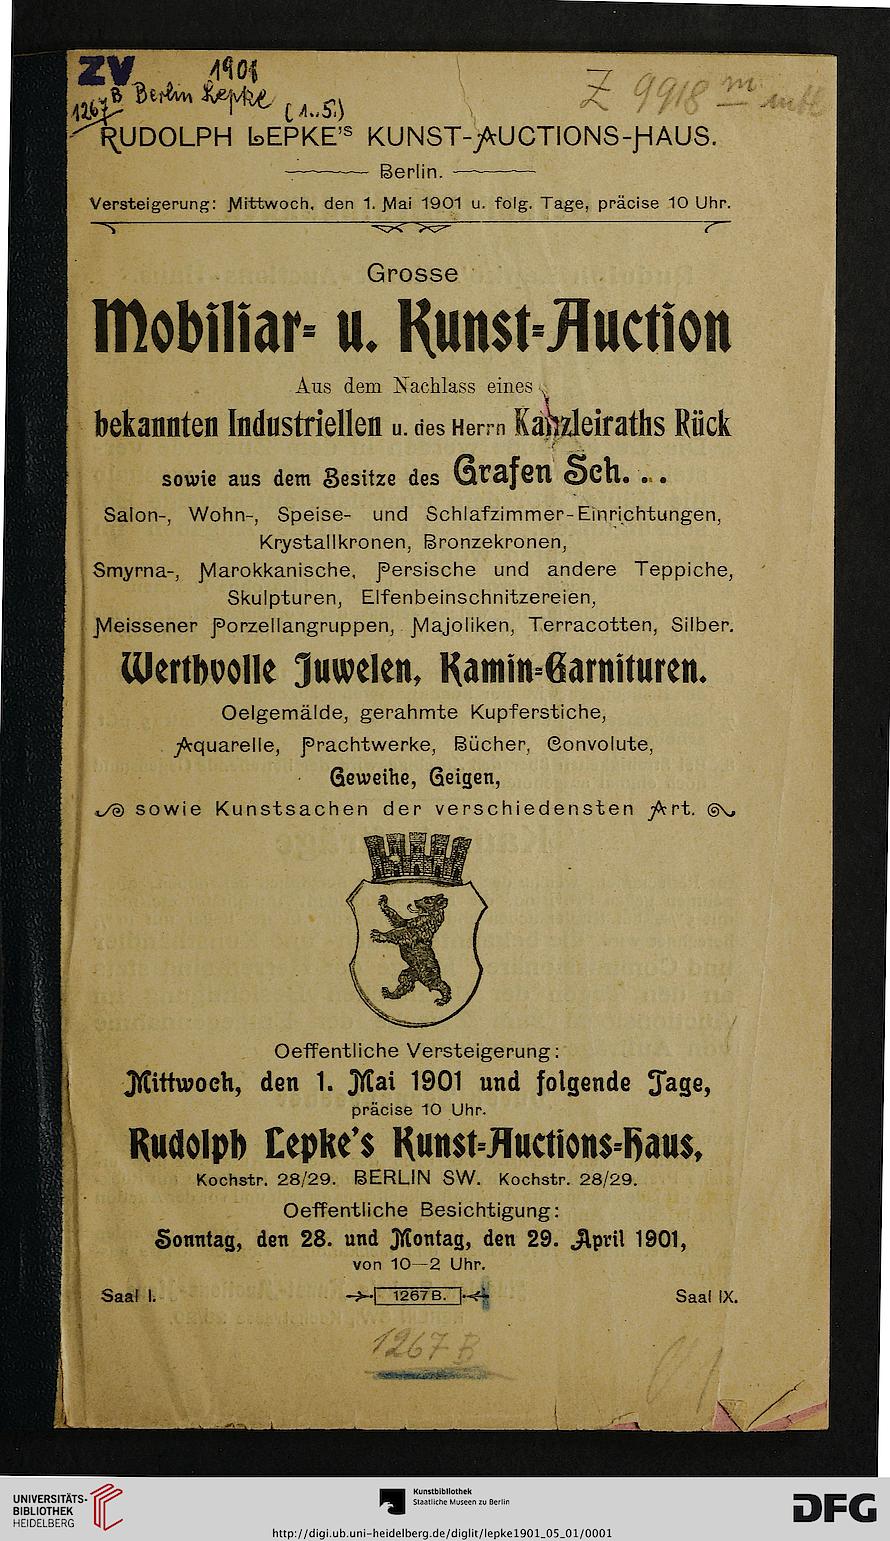 ZV 1901
1267 B Berlin Lepke
(1.,5.)
Z 9918 m
RUDOLPH LEPKE'S KUNST-AUCTIONS-HAUS.
Berlin.
Versteigerung: Mittwoch, den 1. Mai 1901 u. folg. Tage, präcise 10 Uhr.
Grosse
Mobiliar- u. Kunst-Auction
Aus dem Nachlass eines
bekannten Industriellen u. des Herrn Kanzleiraths Rück
sowie aus dem Besitze des Grafen Sch. . .
Salon-, Wohn-, Speise- und Schlafzimmer-Einrichtungen,
Krystallkronen, Bronzekronen,
Smyrna-, Marokkanische, Persische und andere Teppiche,
Skulpturen, Elfenbeinschnitzereien,
Meissener Porzellangruppen, Majoliken, Terracotten, Silber.
Werthvolle Juwelen, Kamin-Garnituren.
Oelgemälde, gerahmte Kupferstiche,
Aquarelle, Prachtwerke, Bücher, Convolute,
Geweihe, Geigen,
sowie Kunstsachen der verschiedensten Art.
Oeffentliche Versteigerung:
Mittwoch, den 1. Mai 1901 und folgende Tage,
präcise 10 Uhr.
Rudolph Lepke's Kunst-Auctions-Haus,
Kochstr. 28/29. BERLIN SW. Kochstr. 28/29.
Oeffentliche Besichtigung:
Sonntag, den 28. und Montag, den 29. April 1901,
von 10—2 Uhr.
Saal I. 1267 B. Saal IX.
1267 B
UNIVERSITÄTS-
BIBLIOTHEK
HEIDELBERG
Kunstbibliothek
Staatliche Museen zu Berlin
DFG
http://digi.ub.uni-heidelberg.de/diglit/lepke1901_05_01/0001